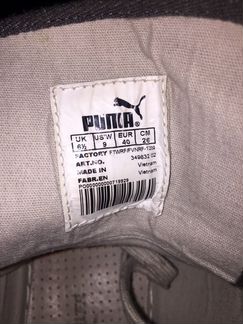 PUMA
UK US W EUR CM
6½ 9 40 26
FACTORY
ART.NO. 349832 02
MADE IN Vietnam
FABR.EN Vietnam